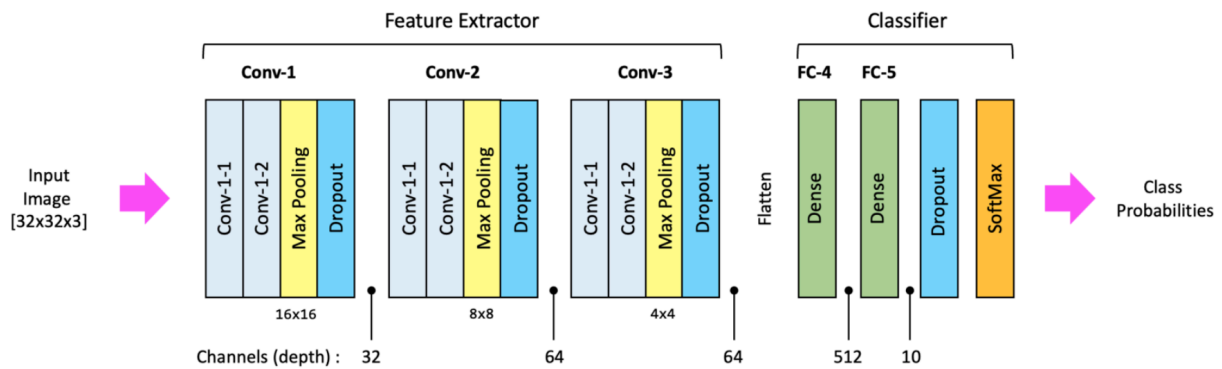 Feature Extractor
Classifier
Conv-1
Conv-2
Conv-3
FC-4
FC-5
Input
Image
[32x32x3]
Conv-1-1
Conv-1-2
Max Pooling
Dropout
Conv-1-1
Conv-1-2
Max Pooling
Dropout
Conv-1-1
Conv-1-2
Max Pooling
Dropout
Flatten
Dense
Dense
Dropout
SoftMax
Class
Probabilities
16x16
8x8
4x4
Channels (depth) : 32 64 64 512 10